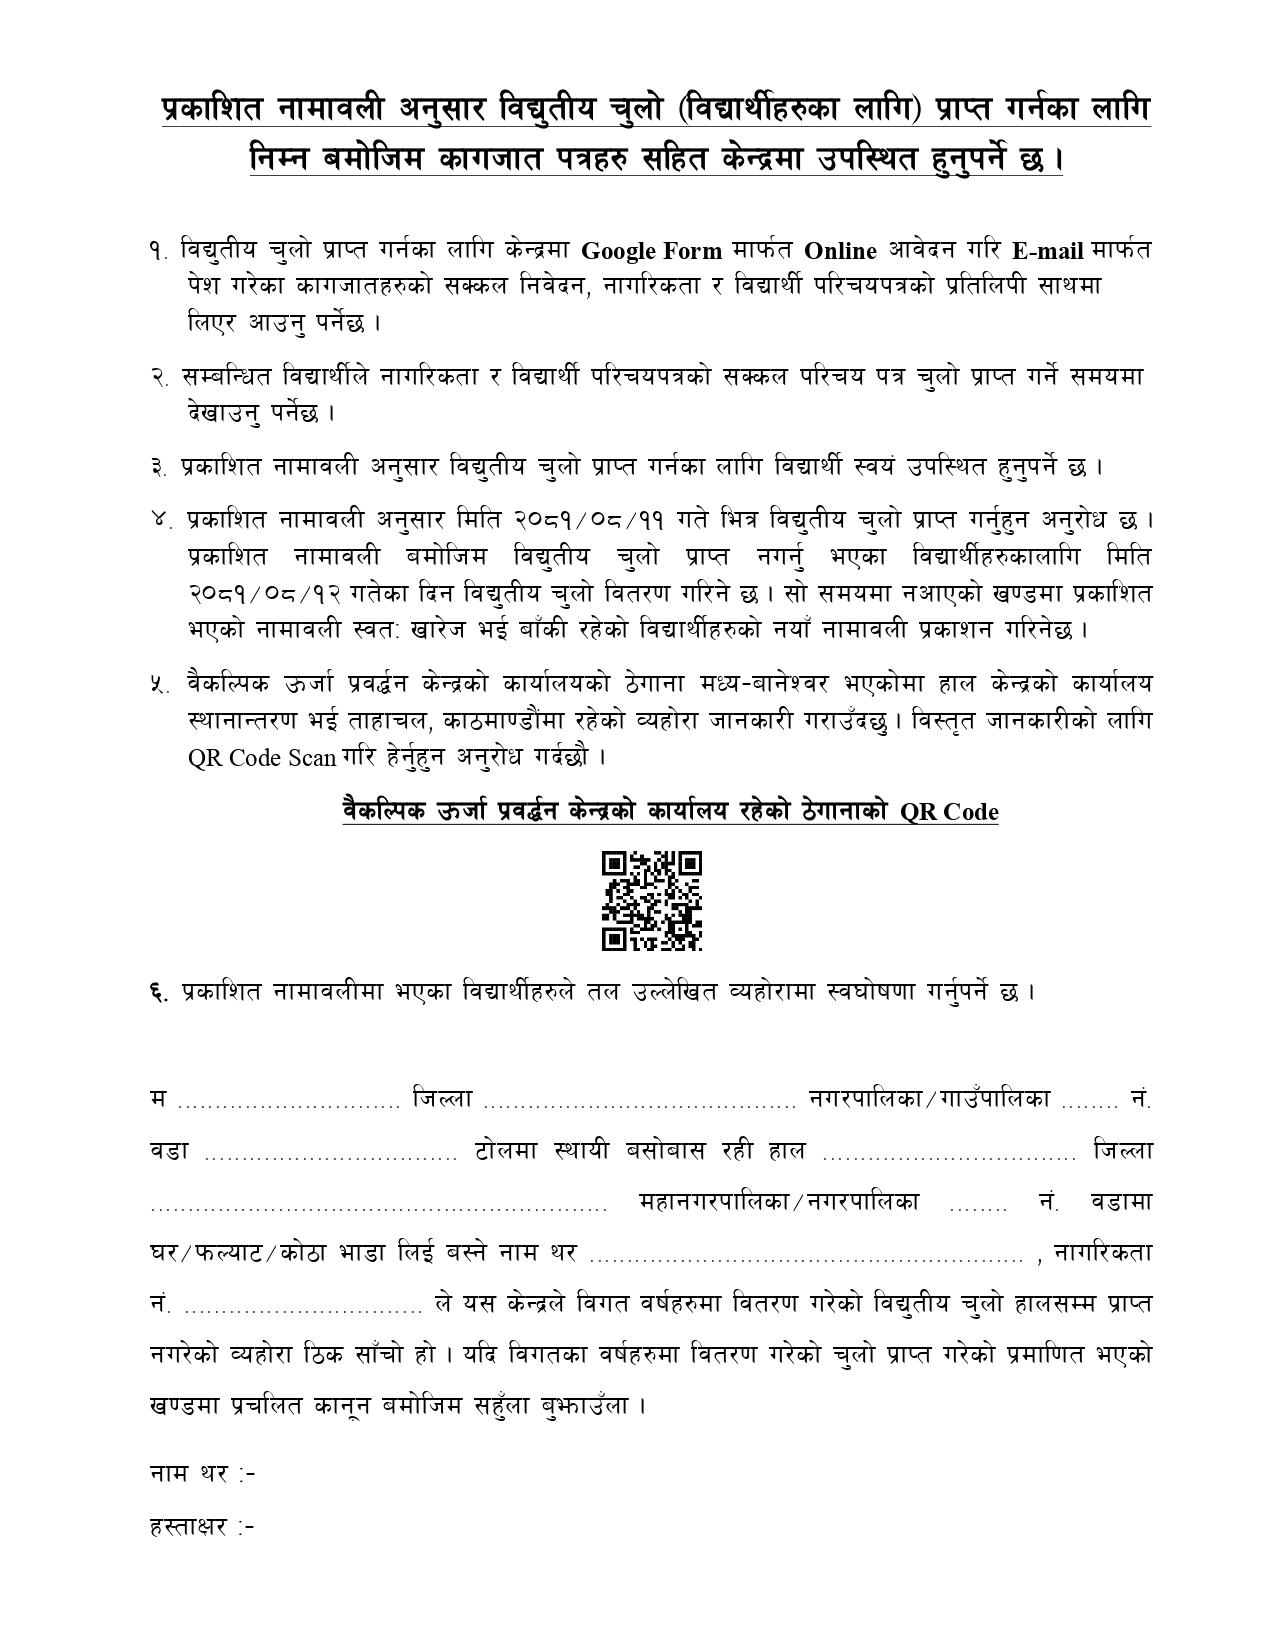 प्रकाशित नामावली अनुसार विद्युतीय चुलो (विद्यार्थीहरुका लागि) प्राप्त गर्नका लागि
निम्न बमोजिम कागजात पत्रहरु सहित केन्द्रमा उपस्थित हुनुपर्ने छ ।
१. विद्युतीय चुलो प्राप्त गर्नका लागि केन्द्रमा Google Form मार्फत Online आवेदन गरि E-mail मार्फत
पेश गरेका कागजातहरुको सक्कल निवेदन, नागरिकता र विद्यार्थी परिचयपत्रको प्रतिलिपी साथमा
लिएर आउनु पर्नेछ ।
२. सम्बन्धित विद्यार्थीले नागरिकता र विद्यार्थी परिचयपत्रको सक्कल परिचय पत्र चुलो प्राप्त गर्ने समयमा
देखाउनु पर्नेछ ।
३. प्रकाशित नामावली अनुसार विद्युतीय चुलो प्राप्त गर्नका लागि विद्यार्थी स्वयं उपस्थित हुनुपर्ने छ ।
४. प्रकाशित नामावली अनुसार मिति २०८१/०८/११ गते भित्र विद्युतीय चुलो प्राप्त गर्नुहुन अनुरोध छ ।
प्रकाशित नामावली बमोजिम विद्युतीय चुलो प्राप्त नगर्नु भएका विद्यार्थीहरुकालागि मिति
२०८१/०८/१२ गतेका दिन विद्युतीय चुलो वितरण गरिने छ । सो समयमा नआएको खण्डमा प्रकाशित
भएको नामावली स्वत: खारेज भई बाँकी रहेको विद्यार्थीहरुको नयाँ नामावली प्रकाशन गरिनेछ ।
५. वैकल्पिक ऊर्जा प्रवर्द्धन केन्द्रको कार्यालयको ठेगाना मध्य-बानेश्वर भएकोमा हाल केन्द्रको कार्यालय
स्थानान्तरण भई ताहाचल, काठमाण्डौंमा रहेको व्यहोरा जानकारी गराउँदछु । विस्तृत जानकारीको लागि
QR Code Scan गरि हेर्नुहुन अनुरोध गर्दछौ ।
वैकल्पिक ऊर्जा प्रवर्द्धन केन्द्रको कार्यालय रहेको ठेगानाको QR Code
६. प्रकाशित नामावलीमा भएका विद्यार्थीहरुले तल उल्लेखित व्यहोरामा स्वघोषणा गर्नुपर्ने छ ।
म .............................. जिल्ला .......................................... नगरपालिका/गाउँपालिका ........ नं.
वडा .................................. टोलमा स्थायी बसोबास रही हाल .................................. जिल्ला
............................................................. महानगरपालिका/नगरपालिका ........ नं. वडामा
घर/फल्याट/कोठा भाडा लिई बस्ने नाम थर .......................................................... , नागरिकता
नं. ................................ ले यस केन्द्रले विगत वर्षहरुमा वितरण गरेको विद्युतीय चुलो हालसम्म प्राप्त
नगरेको व्यहोरा ठिक साँचो हो । यदि विगतका वर्षहरुमा वितरण गरेको चुलो प्राप्त गरेको प्रमाणित भएको
खण्डमा प्रचलित कानून बमोजिम सहुँला बुझाउँला ।
नाम थर :-
हस्ताक्षर :-